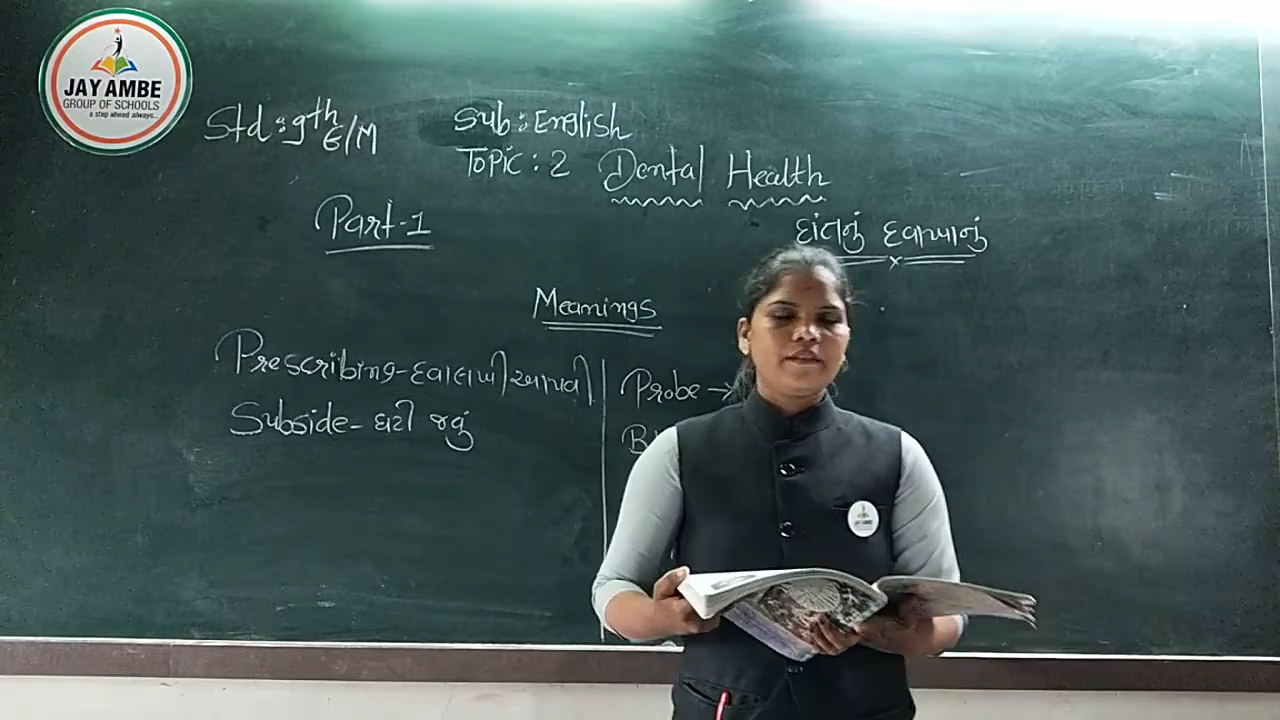 JAY AMBE
GROUP OF SCHOOLS
a step ahead always...
Std : 9th E/M
Sub : English
Topic : 2 Dental Health
Part-1
દાંતનું દવાખાનું
Meanings
Prescribing - દવા લખી આપવી
Subside - ઘટી જવું
Probe →